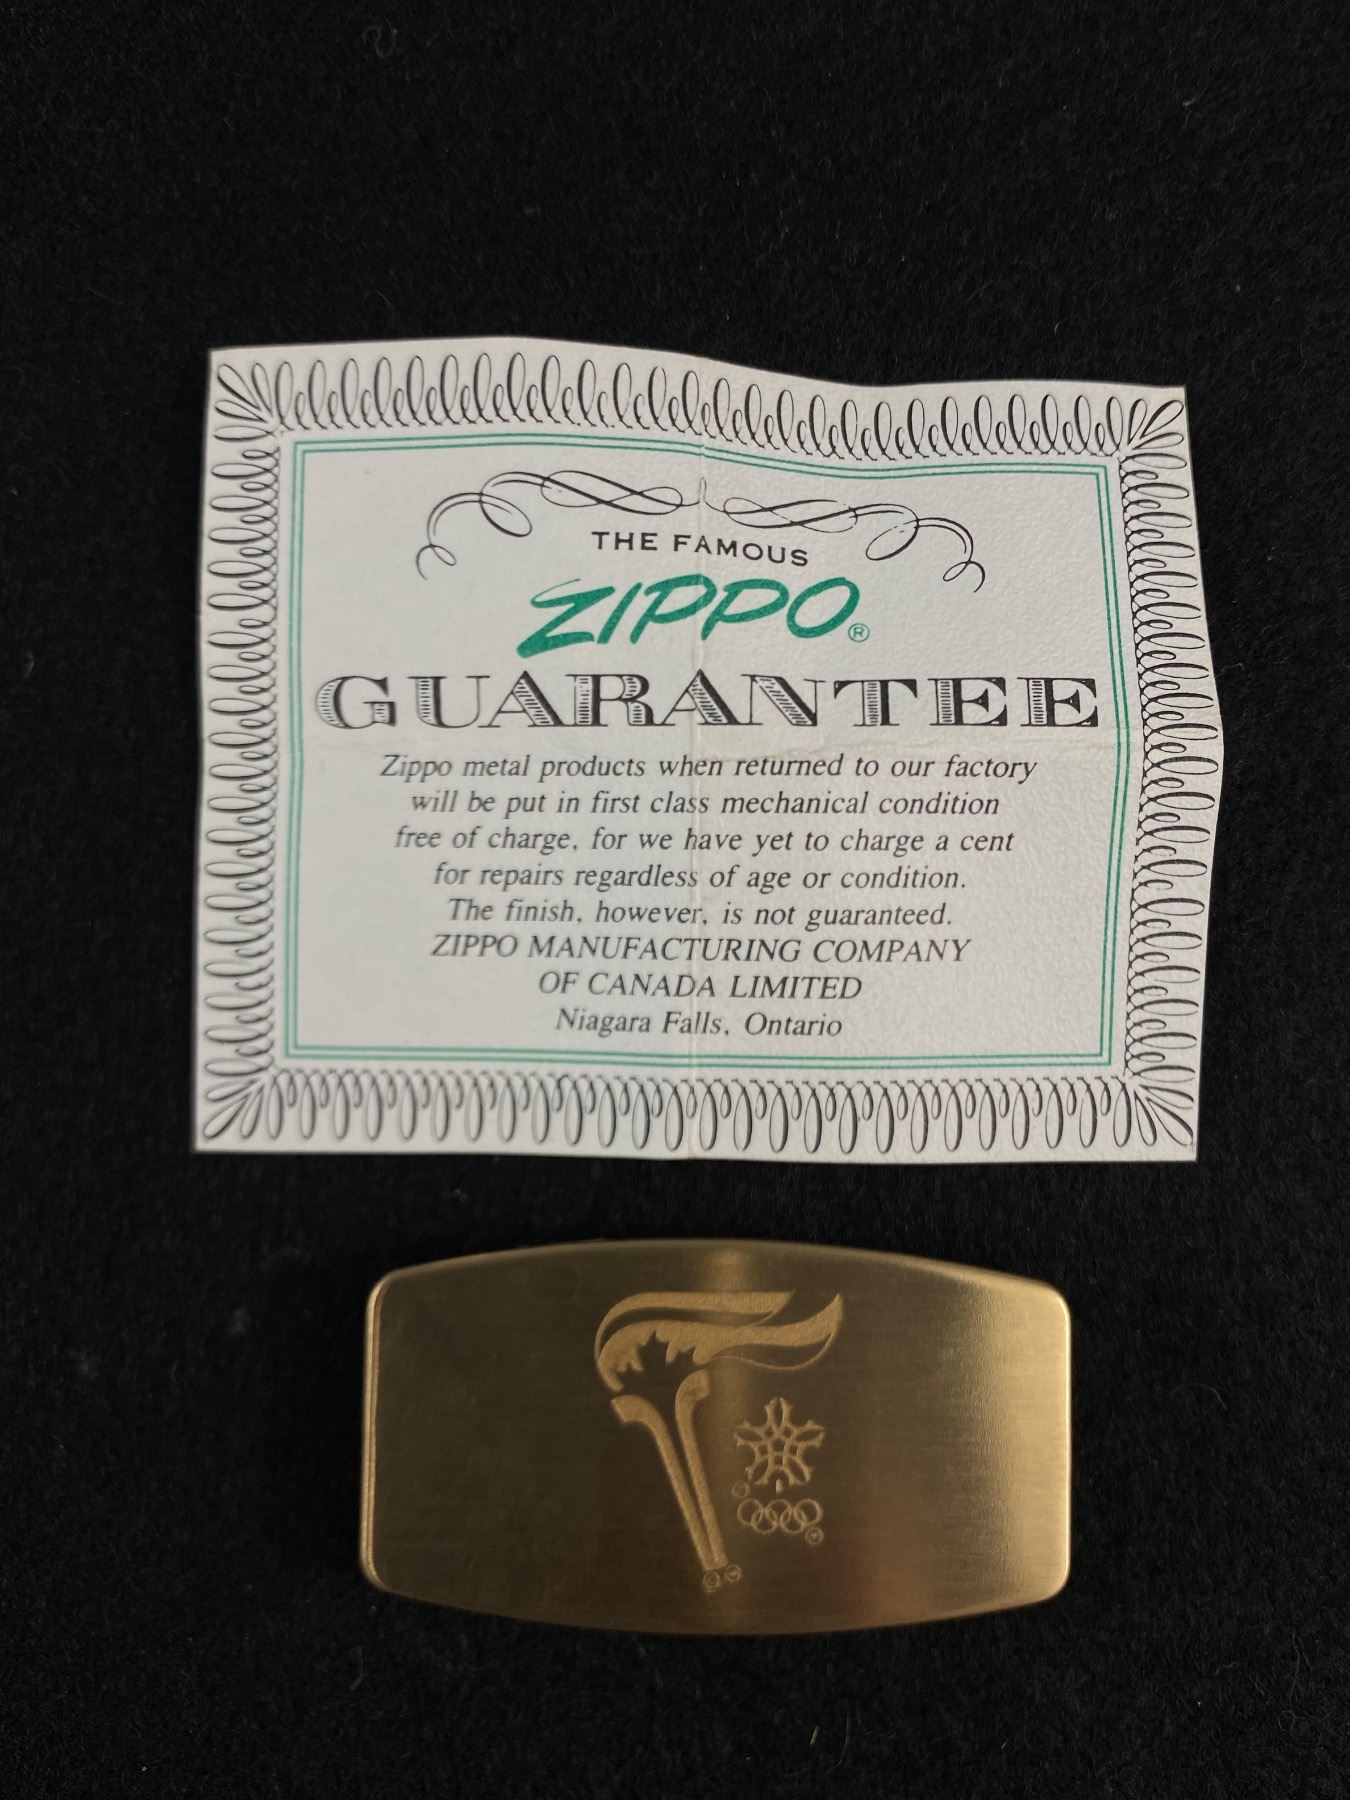 THE FAMOUS
ZIPPO®
GUARANTEE
Zippo metal products when returned to our factory
will be put in first class mechanical condition
free of charge, for we have yet to charge a cent
for repairs regardless of age or condition.
The finish, however, is not guaranteed.
ZIPPO MANUFACTURING COMPANY
OF CANADA LIMITED
Niagara Falls, Ontario